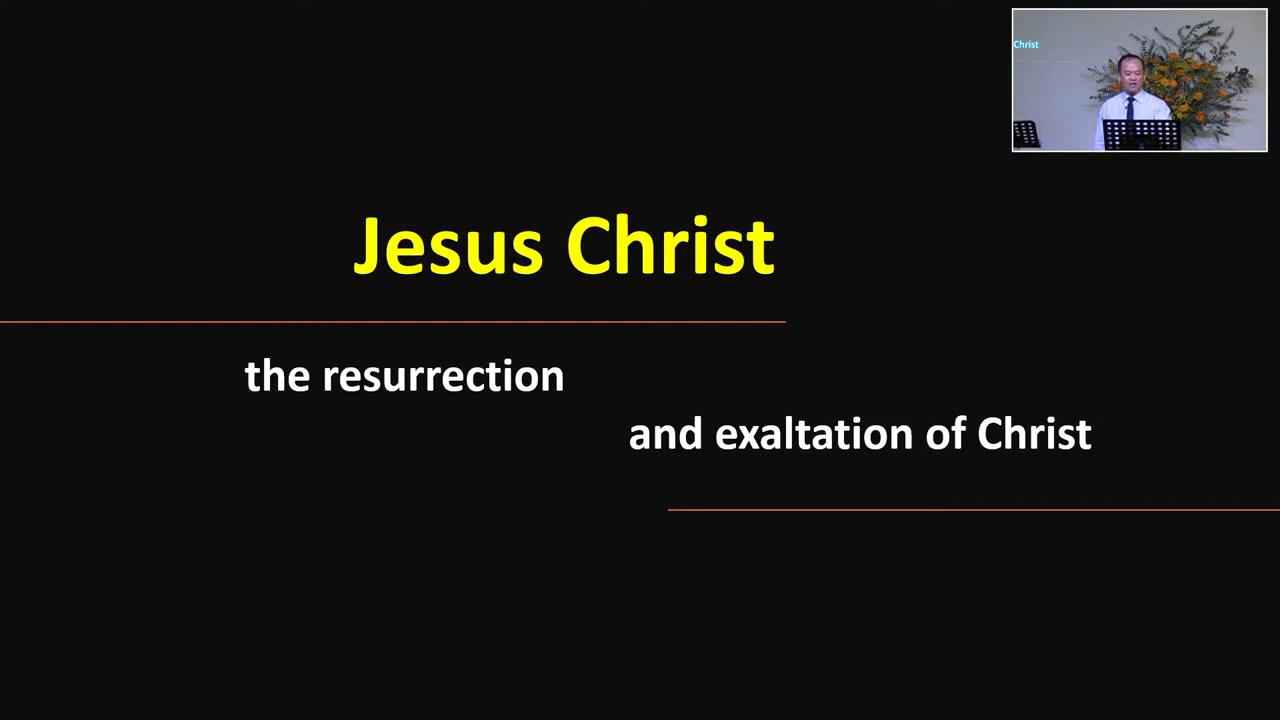 Christ
Jesus Christ
the resurrection
and exaltation of Christ